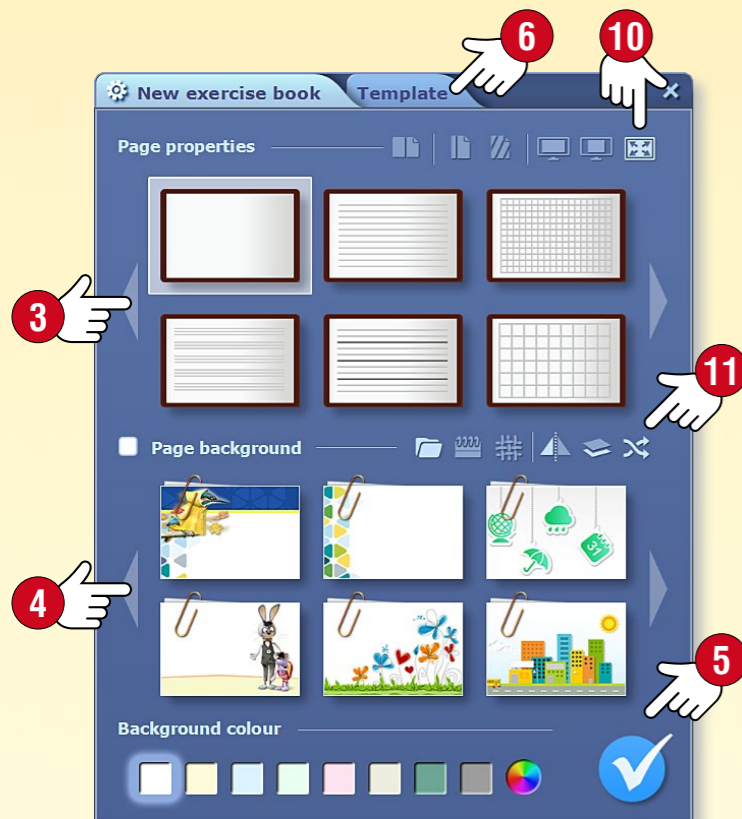 6
10
New exercise book
Template
Page properties
3
11
Page background
31
4
5
Background colour